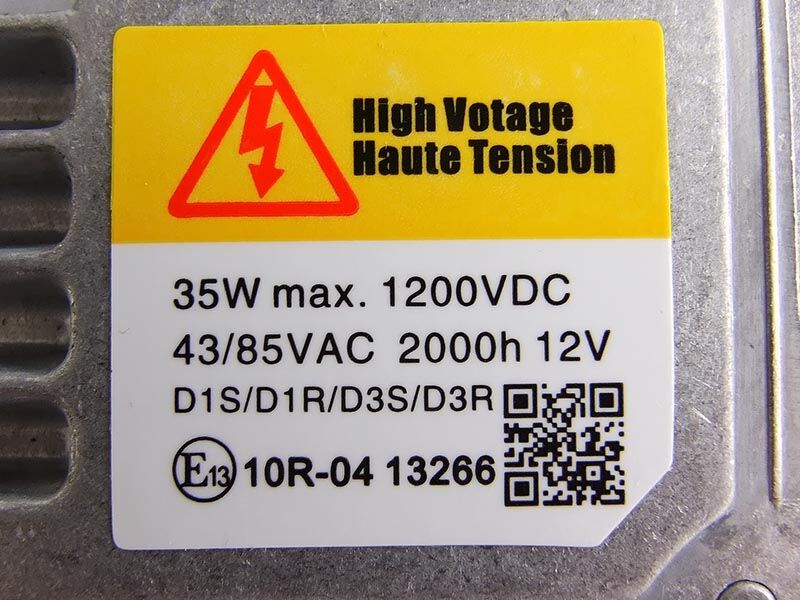 High Votage
Haute Tension
35W max. 1200VDC
43/85VAC 2000h 12V
D1S/D1R/D3S/D3R
E13 10R-04 13266